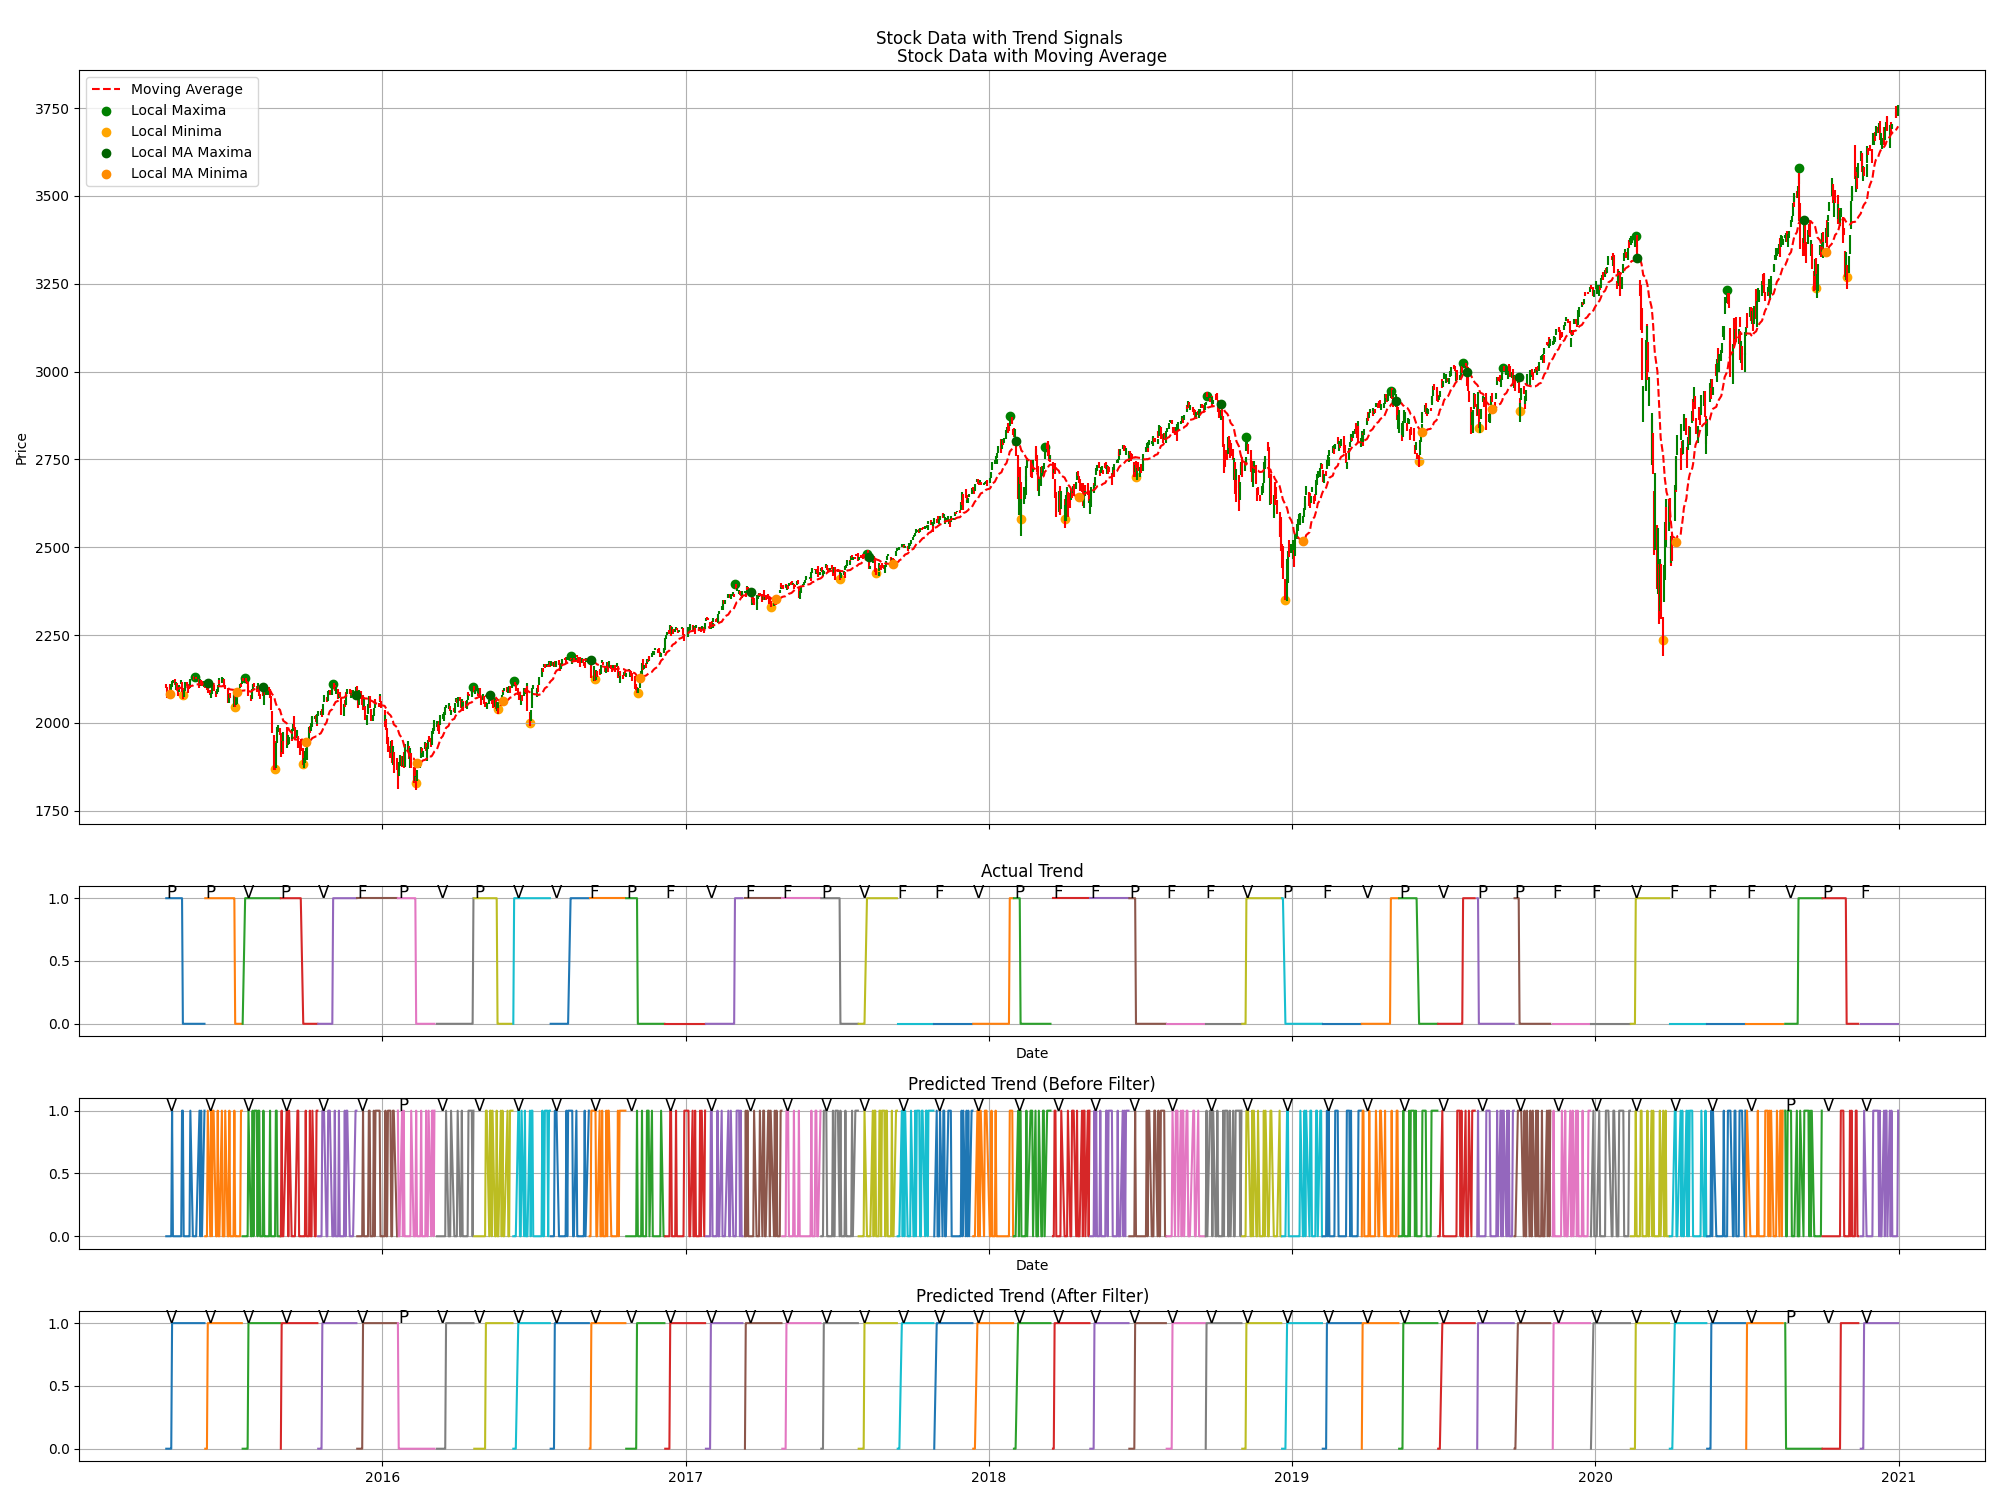 Stock Data with Trend Signals
Stock Data with Moving Average
Moving Average
Local Maxima
Local Minima
Local MA Maxima
Local MA Minima
Price
3750
3500
3250
3000
2750
2500
2250
2000
1750
Actual Trend
P P V P V F P V P V V F P F V F F P V F F V P F F P F F V P F V P V P P F F V F F F V P F
1.0
0.5
0.0
Date
Predicted Trend (Before Filter)
V V V V V V P V V V V V V V V V V V V V V V V V V V V V V V V V V V V V V V V V V V P V V
1.0
0.5
0.0
Date
Predicted Trend (After Filter)
V V V V V V P V V V V V V V V V V V V V V V V V V V V V V V V V V V V V V V V V V V P V V
1.0
0.5
0.0
2016 2017 2018 2019 2020 2021